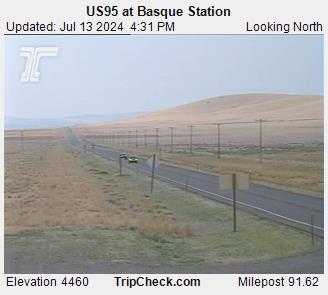 US95 at Basque Station
Updated: Jul 13 2024 4:31 PM Looking North
Elevation 4460 TripCheck.com Milepost 91.62